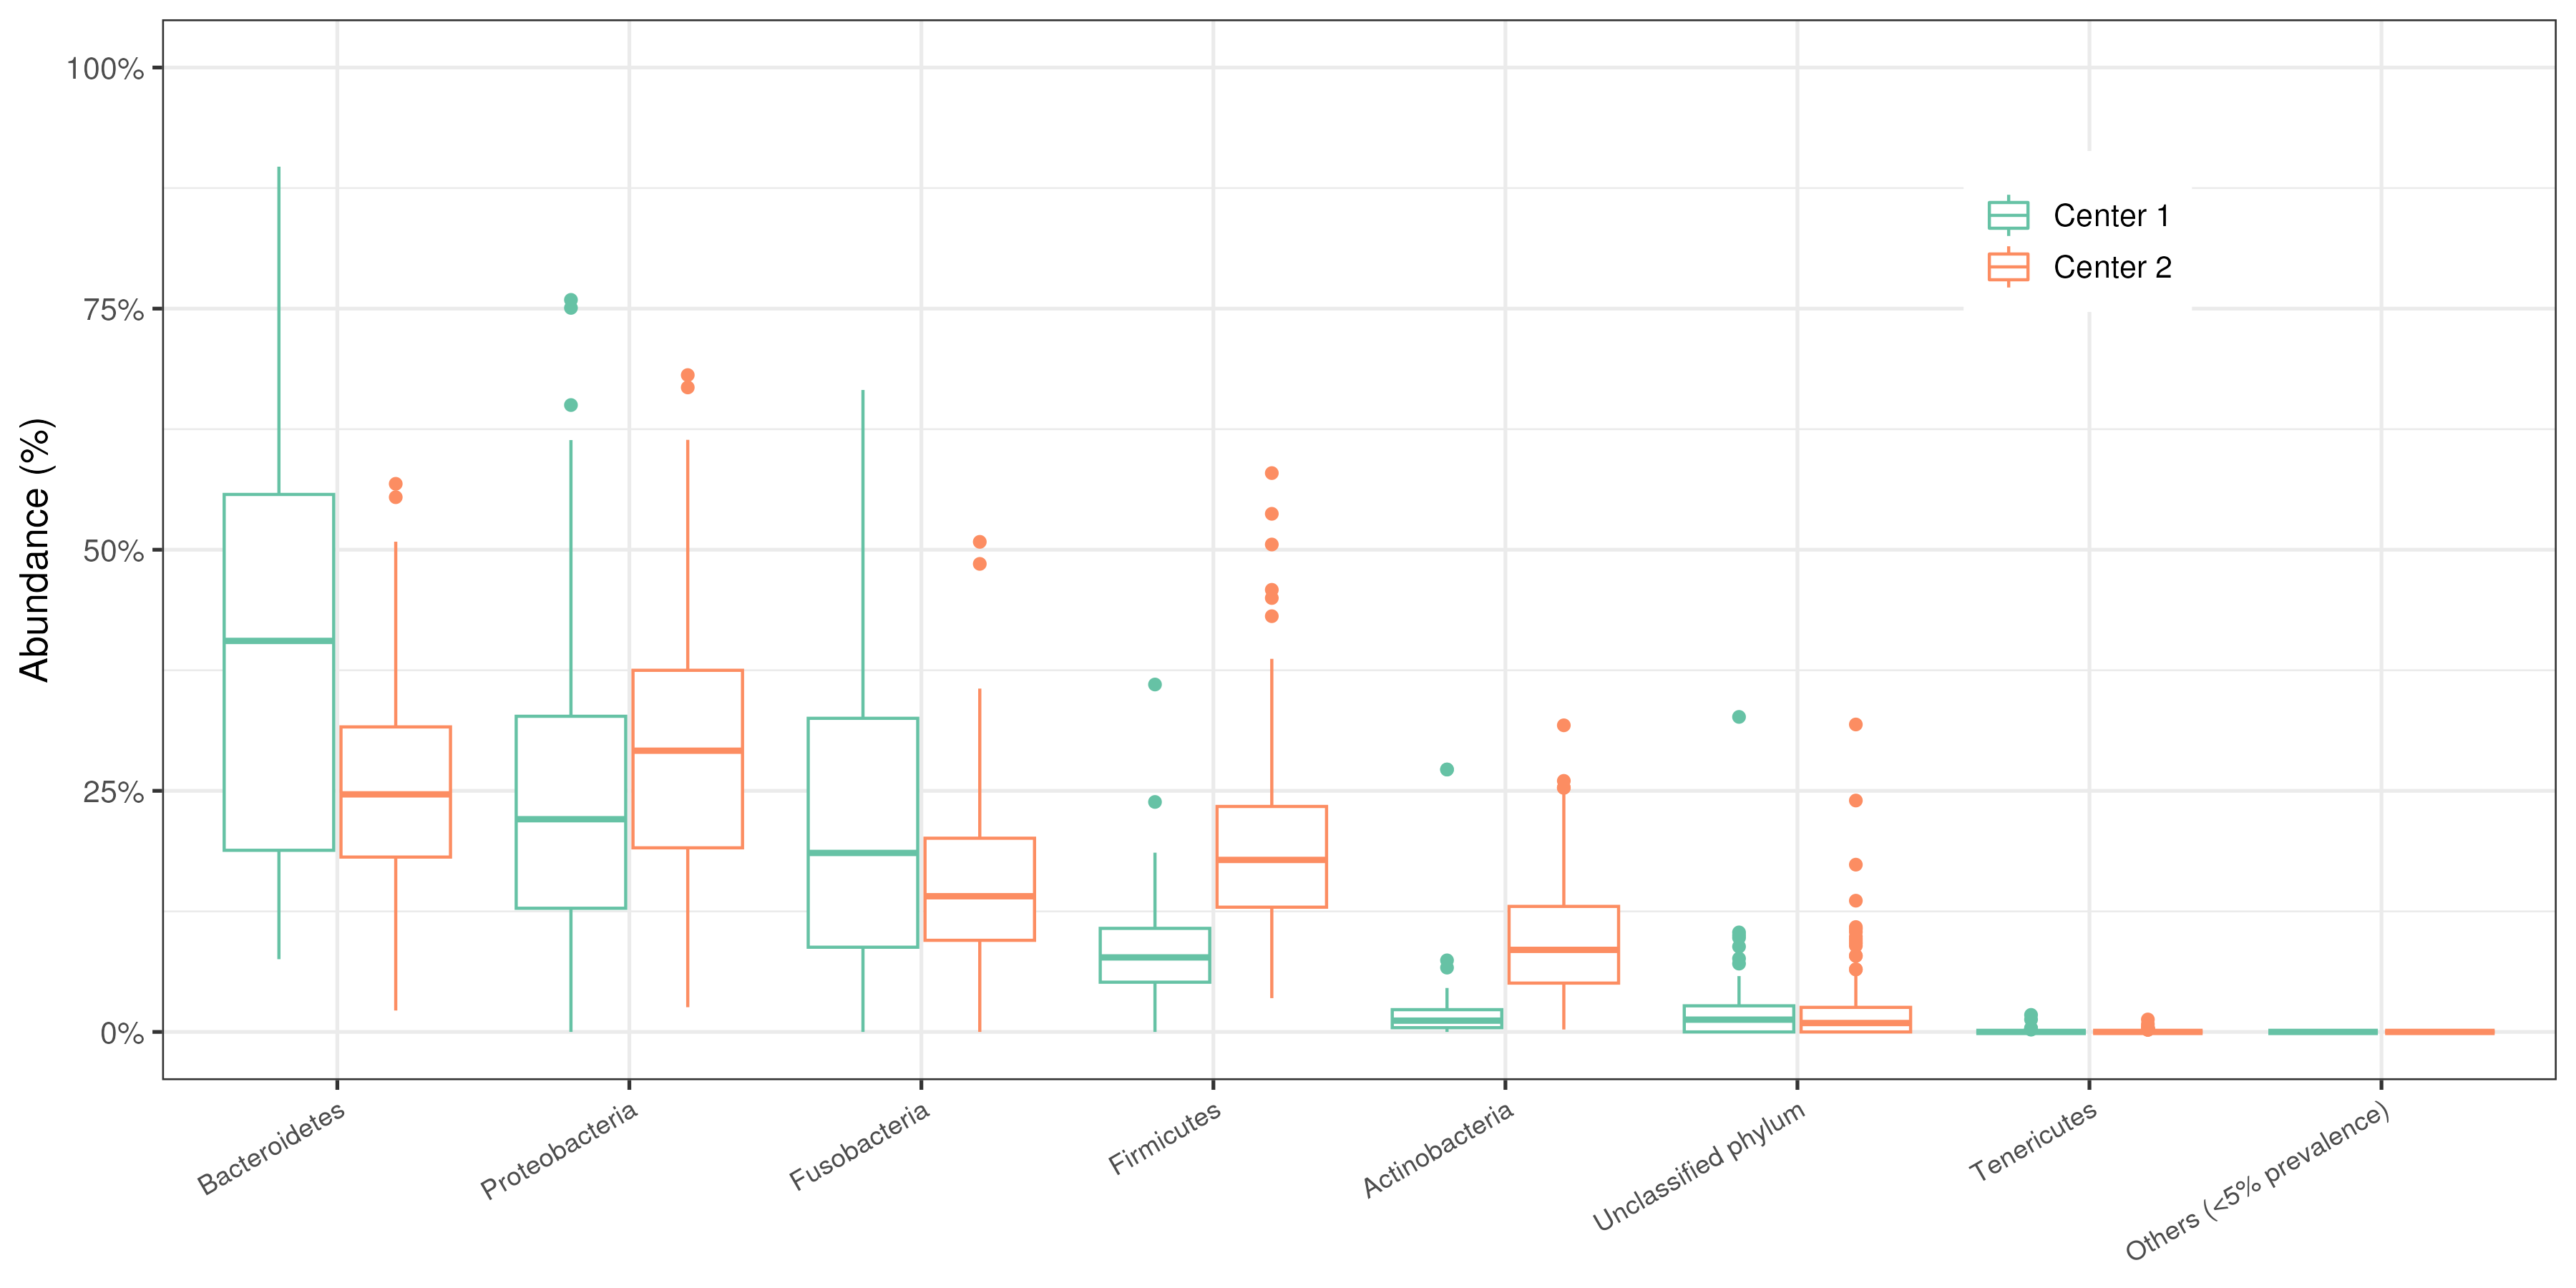 100%
75%
50%
25%
0%
Abundance (%)
Center 1
Center 2
Bacteroidetes
Proteobacteria
Fusobacteria
Firmicutes
Actinobacteria
Unclassified phylum
Tenericutes
Others (<5% prevalence)